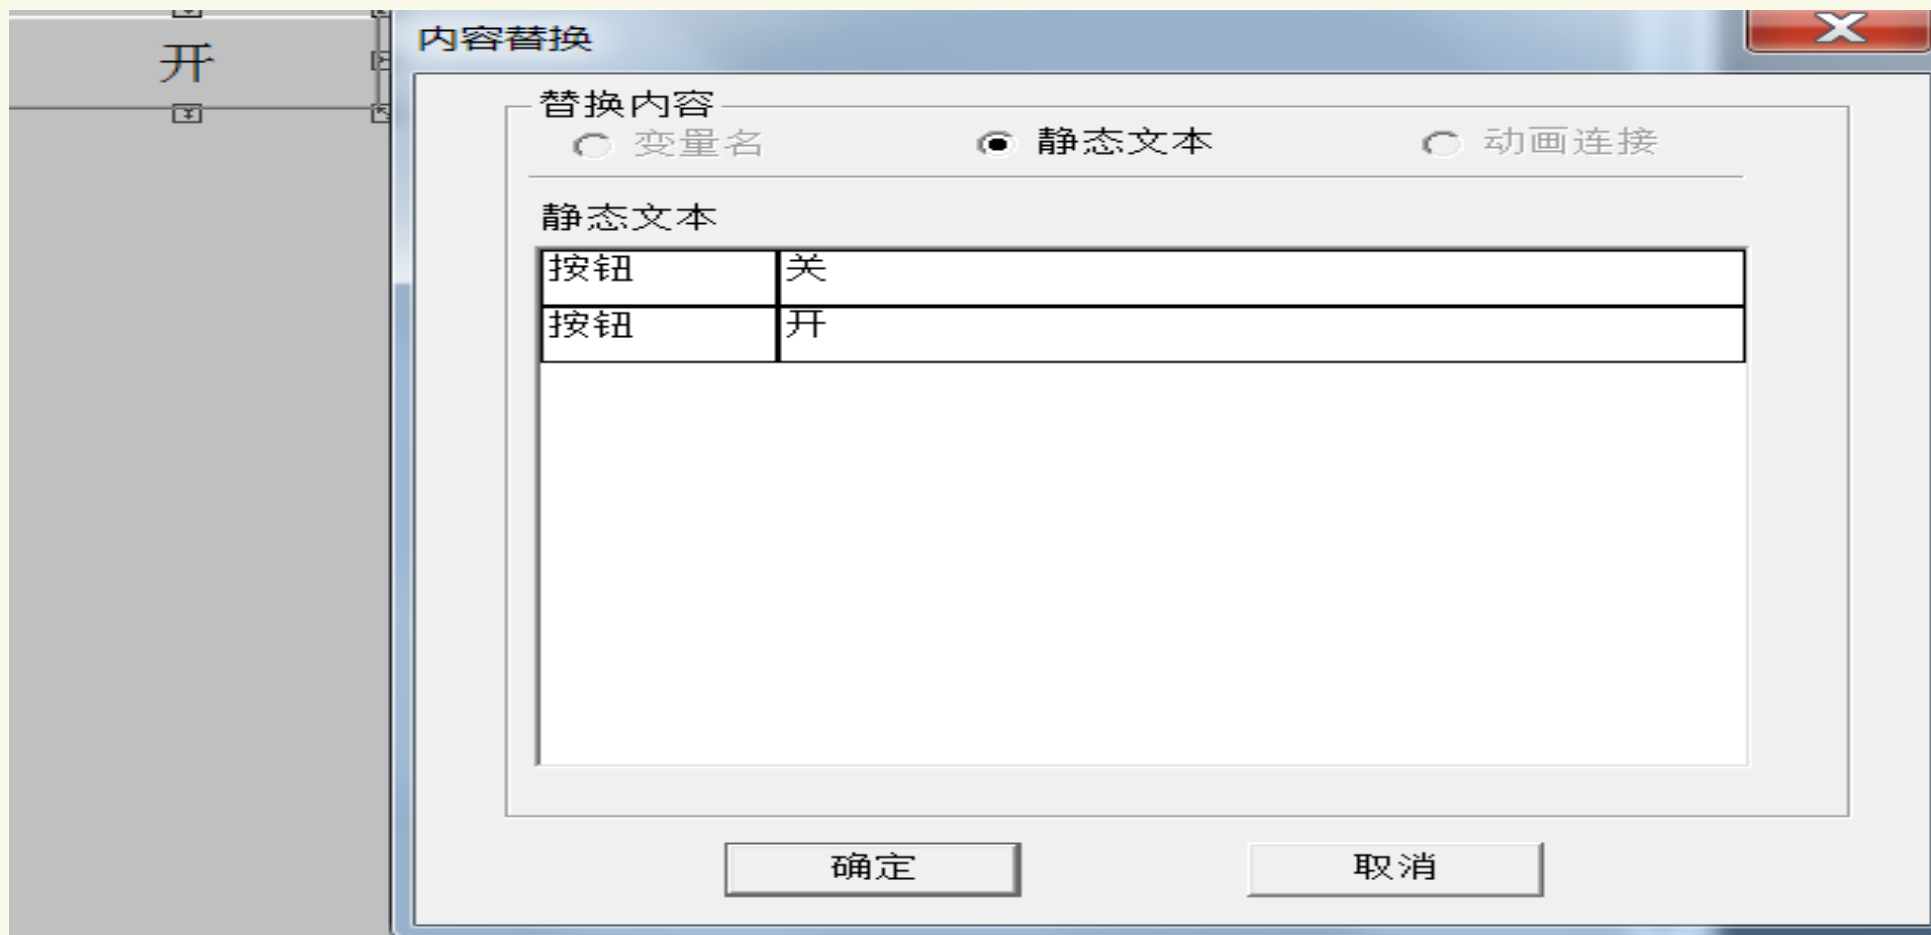 开
内容替换
替换内容
变量名 静态文本 动画连接
静态文本
按钮 关
按钮 开
确定 取消